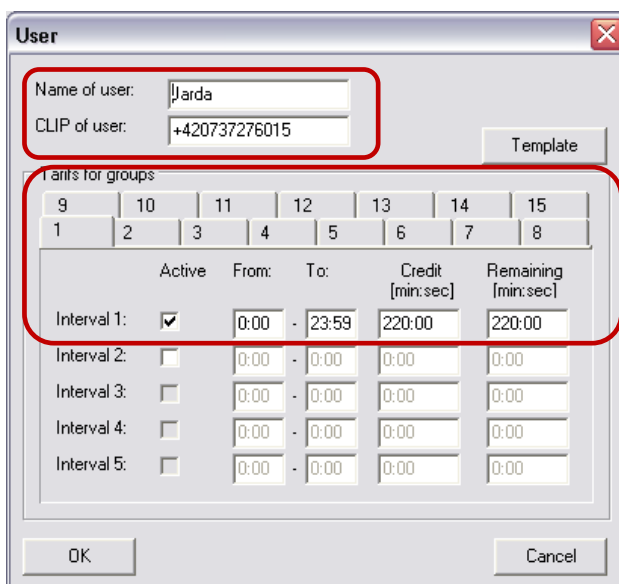 User
Name of user: Jarda
CLIP of user: +420737276015
Template
Tarifs for groups
9 10 11 12 13 14 15
1 2 3 4 5 6 7 8
Active From: To: Credit [min:sec] Remaining [min:sec]
Interval 1: 0:00 - 23:59 220:00 220:00
Interval 2: 0:00 - 0:00 0:00 0:00
Interval 3: 0:00 - 0:00 0:00 0:00
Interval 4: 0:00 - 0:00 0:00 0:00
Interval 5: 0:00 - 0:00 0:00 0:00
OK Cancel